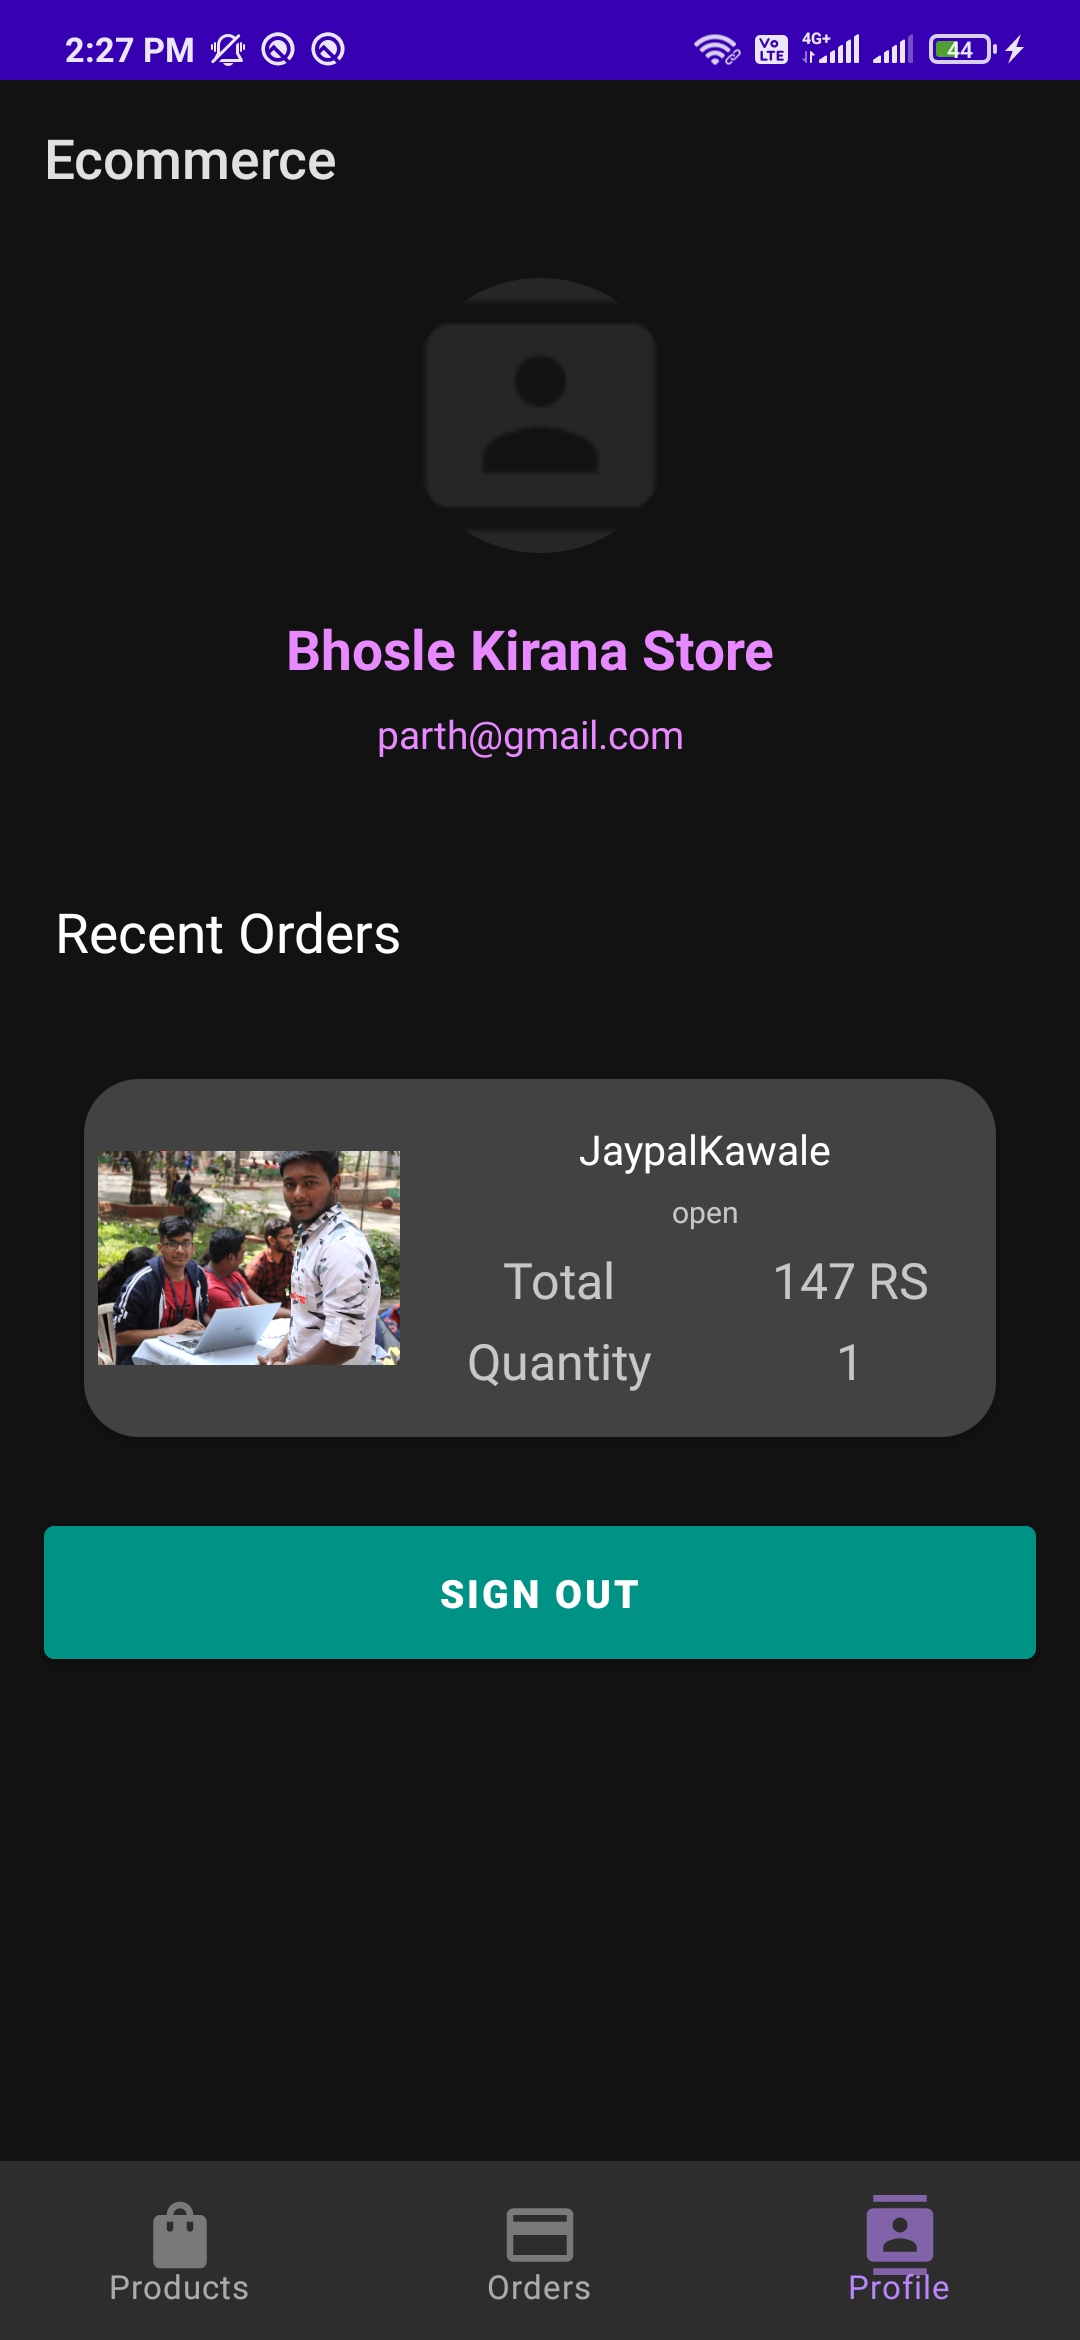 2:27 PM Vo LTE 4G+ 44
Ecommerce
Bhosle Kirana Store
parth@gmail.com
Recent Orders
JaypalKawale
open
Total 147 RS
Quantity 1
SIGN OUT
Products Orders Profile